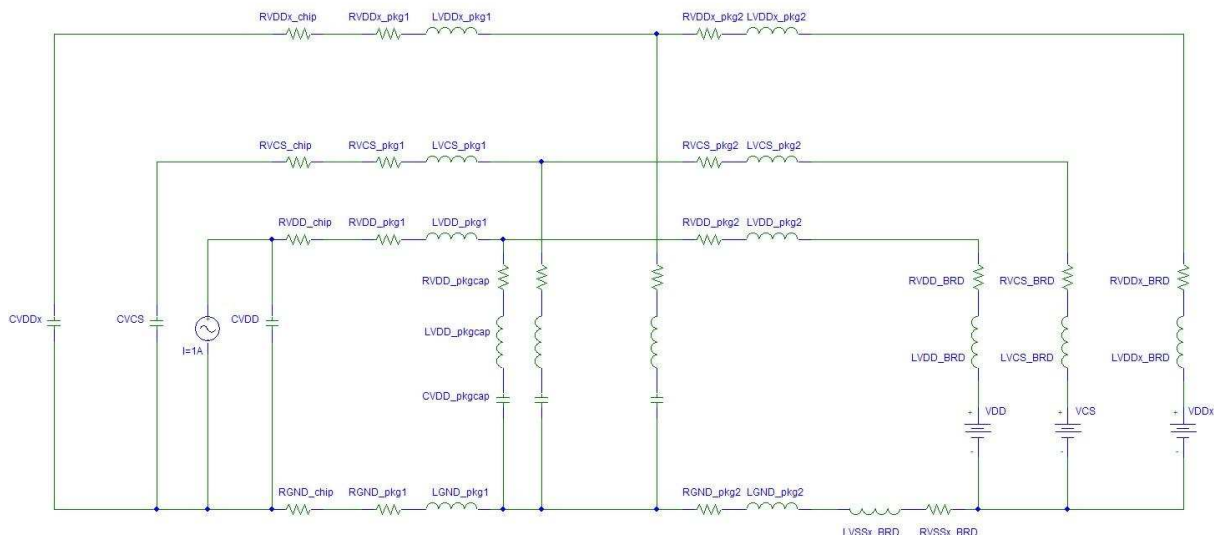 RVDDx_chip RVDDx_pkg1 LVDDx_pkg1 RVDDx_pkg2 LVDDx_pkg2
RVCS_chip RVCS_pkg1 LVCS_pkg1 RVCS_pkg2 LVCS_pkg2
RVDD_chip RVDD_pkg1 LVDD_pkg1 RVDD_pkg2 LVDD_pkg2
RVDD_pkgcap RVDD_BRD RVCS_BRD RVDDx_BRD
CVDDx CVCS CVDD
I=1A
LVDD_pkgcap
LVDD_BRD LVCS_BRD LVDDx_BRD
CVDD_pkgcap
+ VDD + VCS + VDDx
- - -
RGND_chip RGND_pkg1 LGND_pkg1 RGND_pkg2 LGND_pkg2
LVSSx_BRD RVSSx_BRD